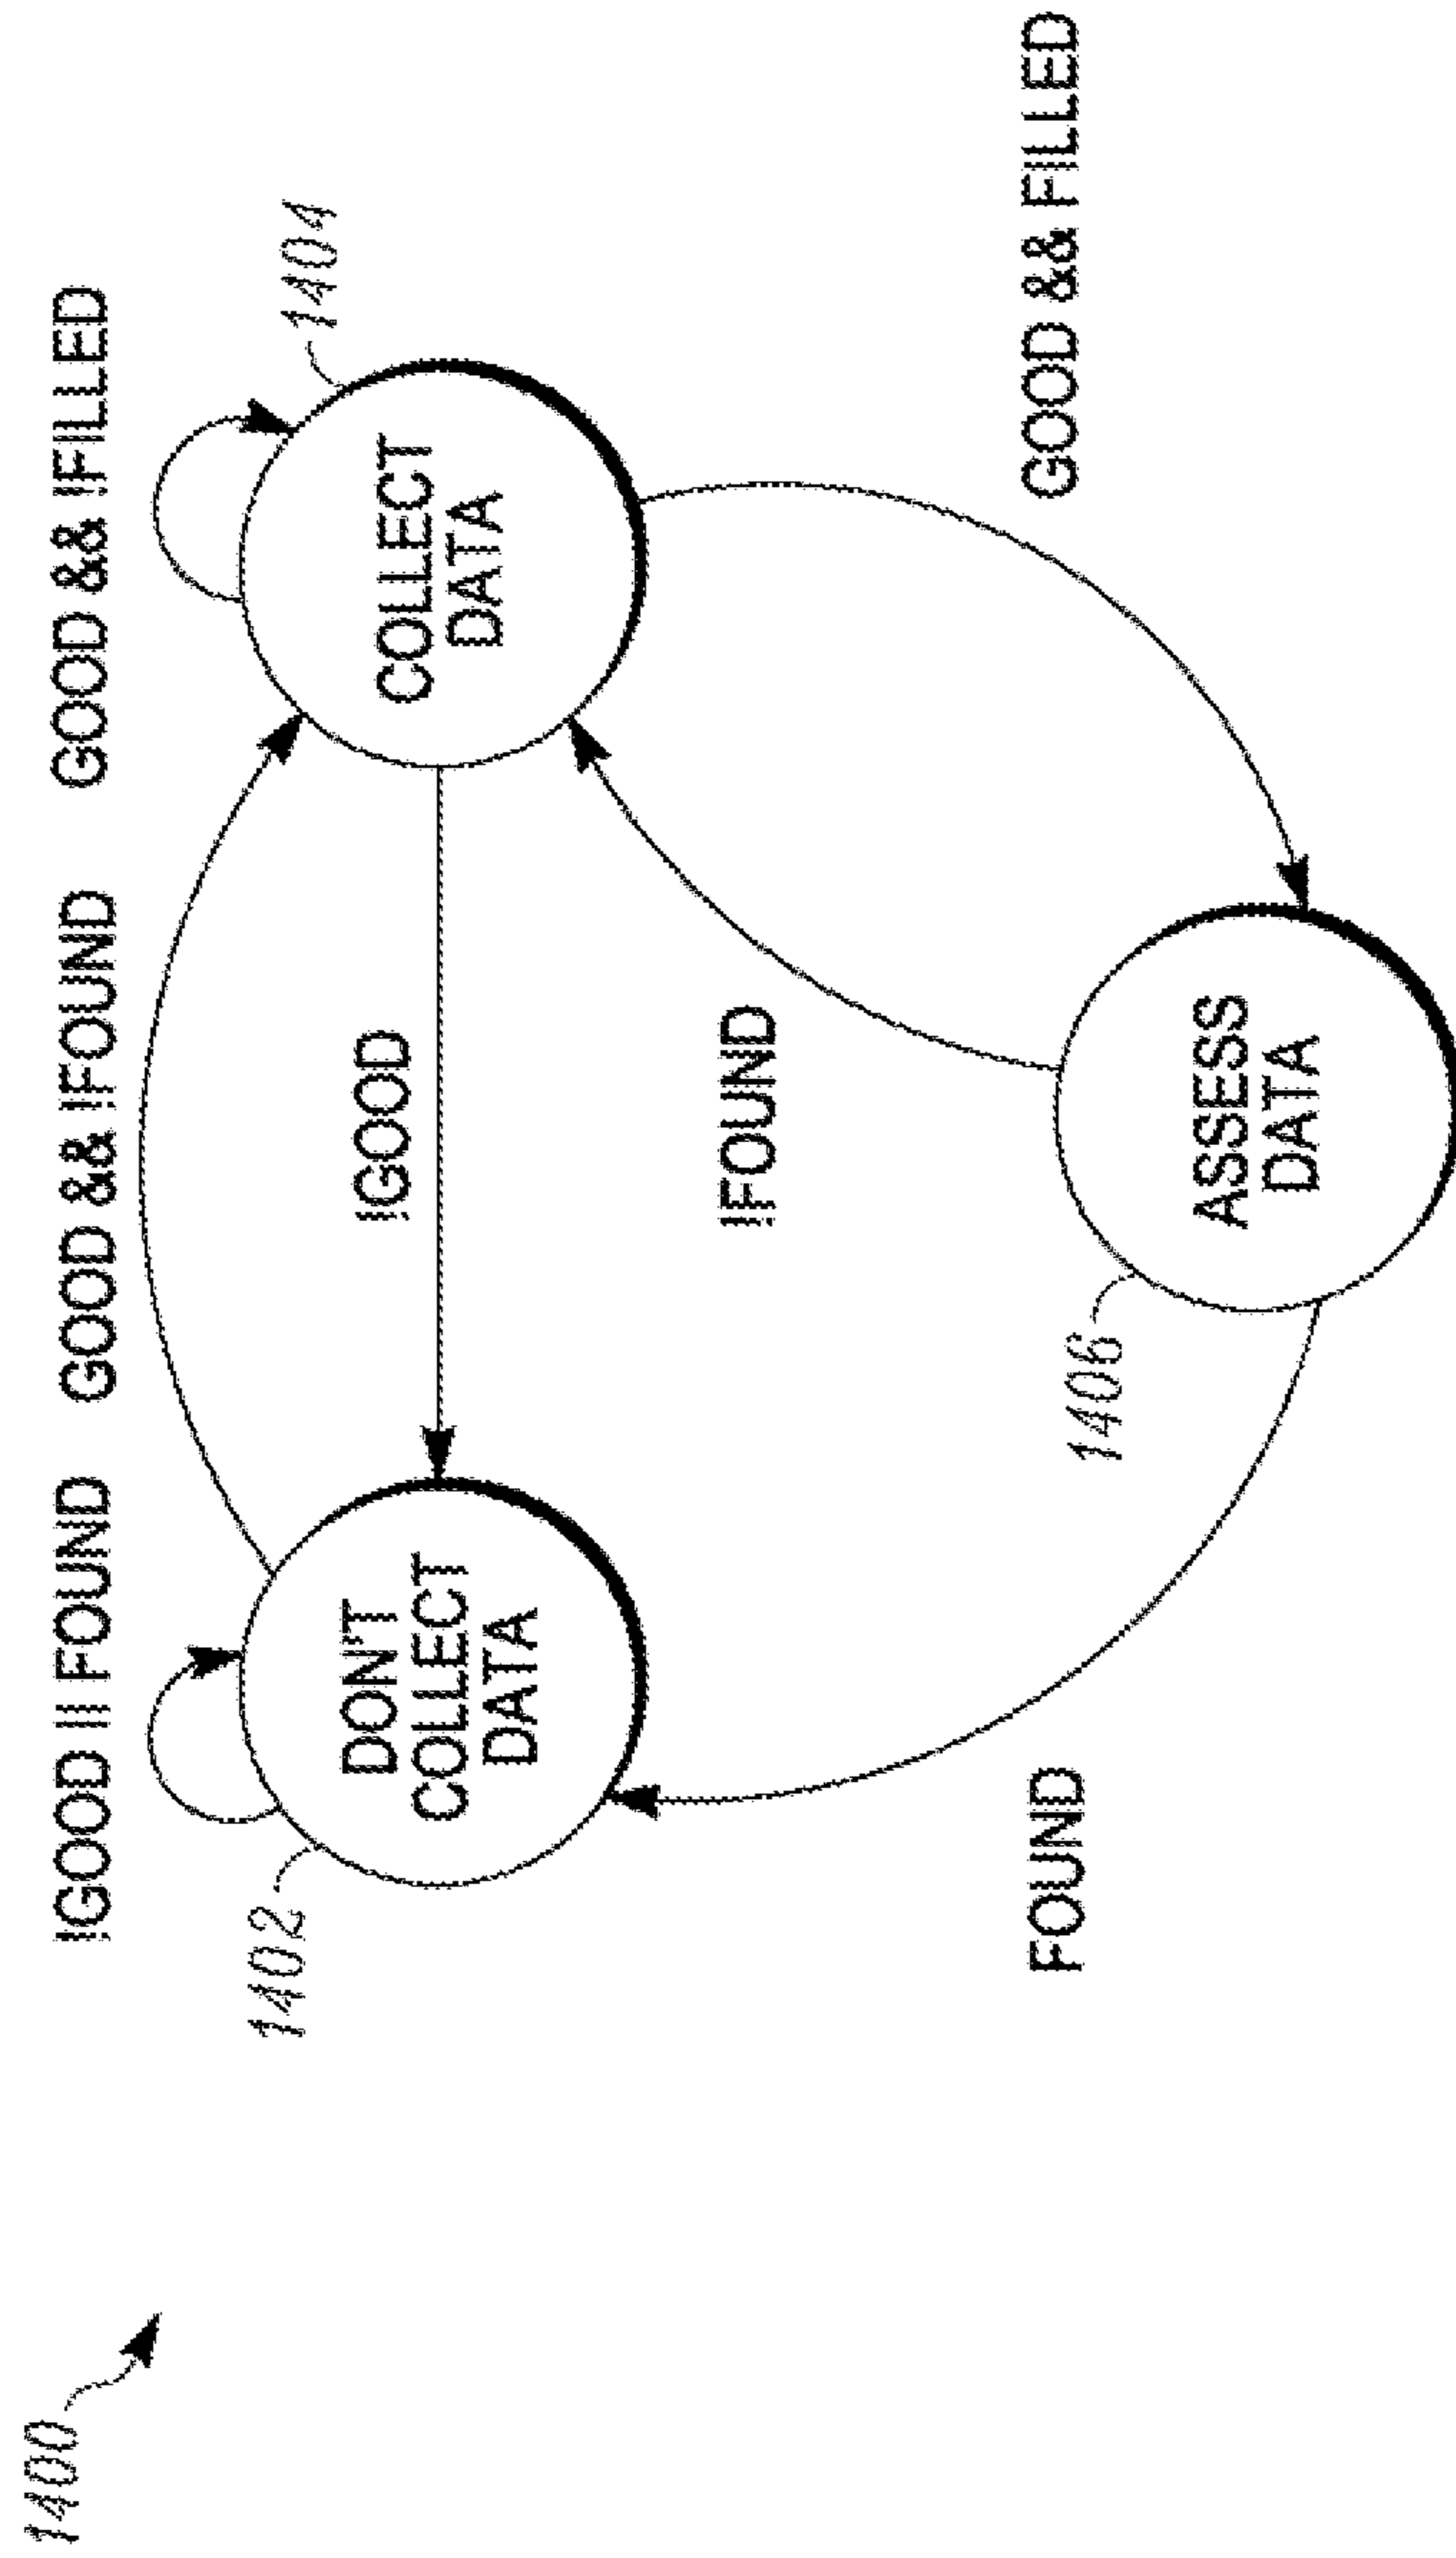 1400
!GOOD || FOUND
GOOD && !FOUND
GOOD && !FILLED
1402
DON'T
COLLECT
DATA
!GOOD
COLLECT
DATA
1404
!FOUND
FOUND
1406
ASSESS
DATA
GOOD && FILLED